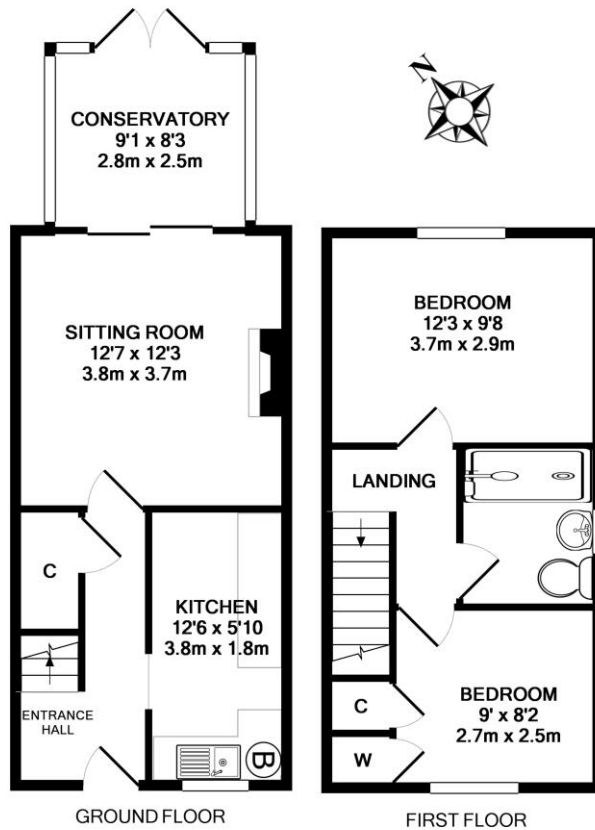 CONSERVATORY
9'1 x 8'3
2.8m x 2.5m
N
SITTING ROOM
12'7 x 12'3
3.8m x 3.7m
BEDROOM
12'3 x 9'8
3.7m x 2.9m
LANDING
C
KITCHEN
12'6 x 5'10
3.8m x 1.8m
ENTRANCE
HALL
B
C
W
BEDROOM
9' x 8'2
2.7m x 2.5m
GROUND FLOOR
FIRST FLOOR